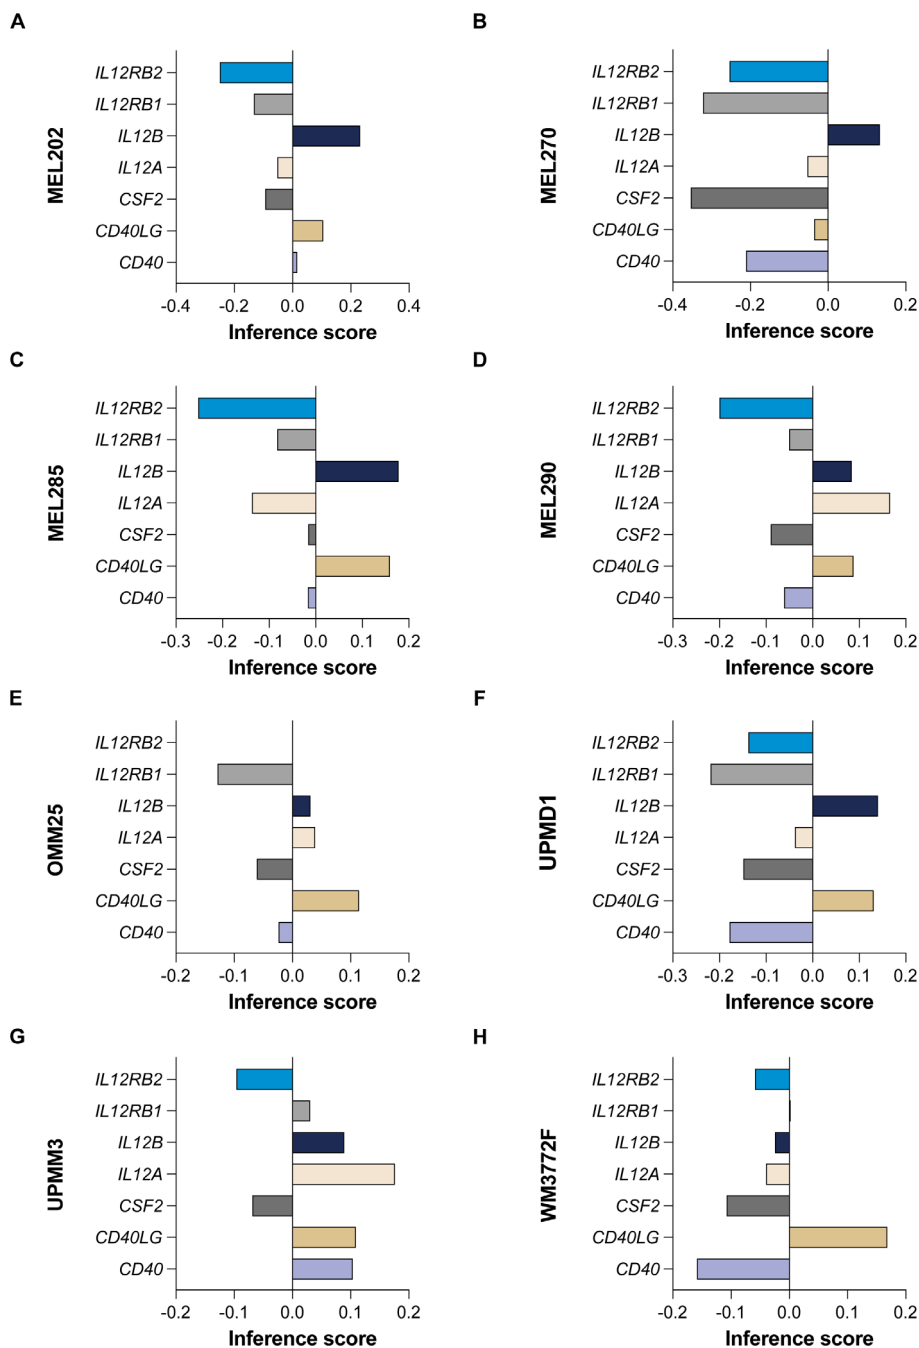 A
MEL202
IL12RB2
IL12RB1
IL12B
IL12A
CSF2
CD40LG
CD40
-0.4 -0.2 0.0 0.2 0.4
Inference score
B
MEL270
IL12RB2
IL12RB1
IL12B
IL12A
CSF2
CD40LG
CD40
-0.4 -0.2 0.0 0.2
Inference score
C
MEL285
IL12RB2
IL12RB1
IL12B
IL12A
CSF2
CD40LG
CD40
-0.3 -0.2 -0.1 0.0 0.1 0.2
Inference score
D
MEL290
IL12RB2
IL12RB1
IL12B
IL12A
CSF2
CD40LG
CD40
-0.3 -0.2 -0.1 0.0 0.1 0.2
Inference score
E
OMM25
IL12RB2
IL12RB1
IL12B
IL12A
CSF2
CD40LG
CD40
-0.2 -0.1 0.0 0.1 0.2
Inference score
F
UPMD1
IL12RB2
IL12RB1
IL12B
IL12A
CSF2
CD40LG
CD40
-0.3 -0.2 -0.1 0.0 0.1 0.2
Inference score
G
UPMM3
IL12RB2
IL12RB1
IL12B
IL12A
CSF2
CD40LG
CD40
-0.2 -0.1 0.0 0.1 0.2
Inference score
H
WM3772F
IL12RB2
IL12RB1
IL12B
IL12A
CSF2
CD40LG
CD40
-0.2 -0.1 0.0 0.1 0.2
Inference score